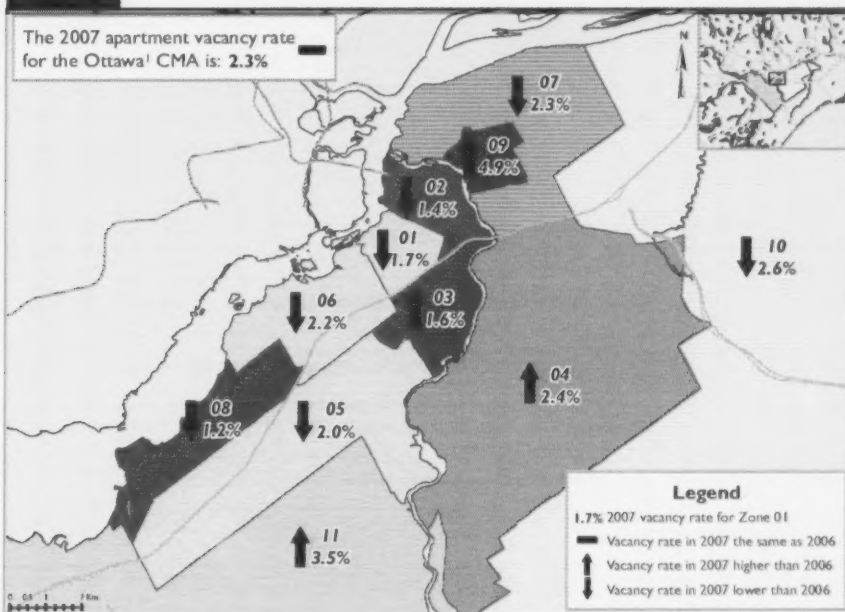 The 2007 apartment vacancy rate
for the Ottawa¹ CMA is: 2.3%
N
07
2.3%
09
4.9%
02
1.4%
01
1.7%
10
2.6%
03
1.6%
06
2.2%
04
2.4%
08
1.2%
05
2.0%
11
3.5%
Legend
1.7% 2007 vacancy rate for Zone 01
Vacancy rate in 2007 the same as 2006
Vacancy rate in 2007 higher than 2006
Vacancy rate in 2007 lower than 2006
0 0.5 1